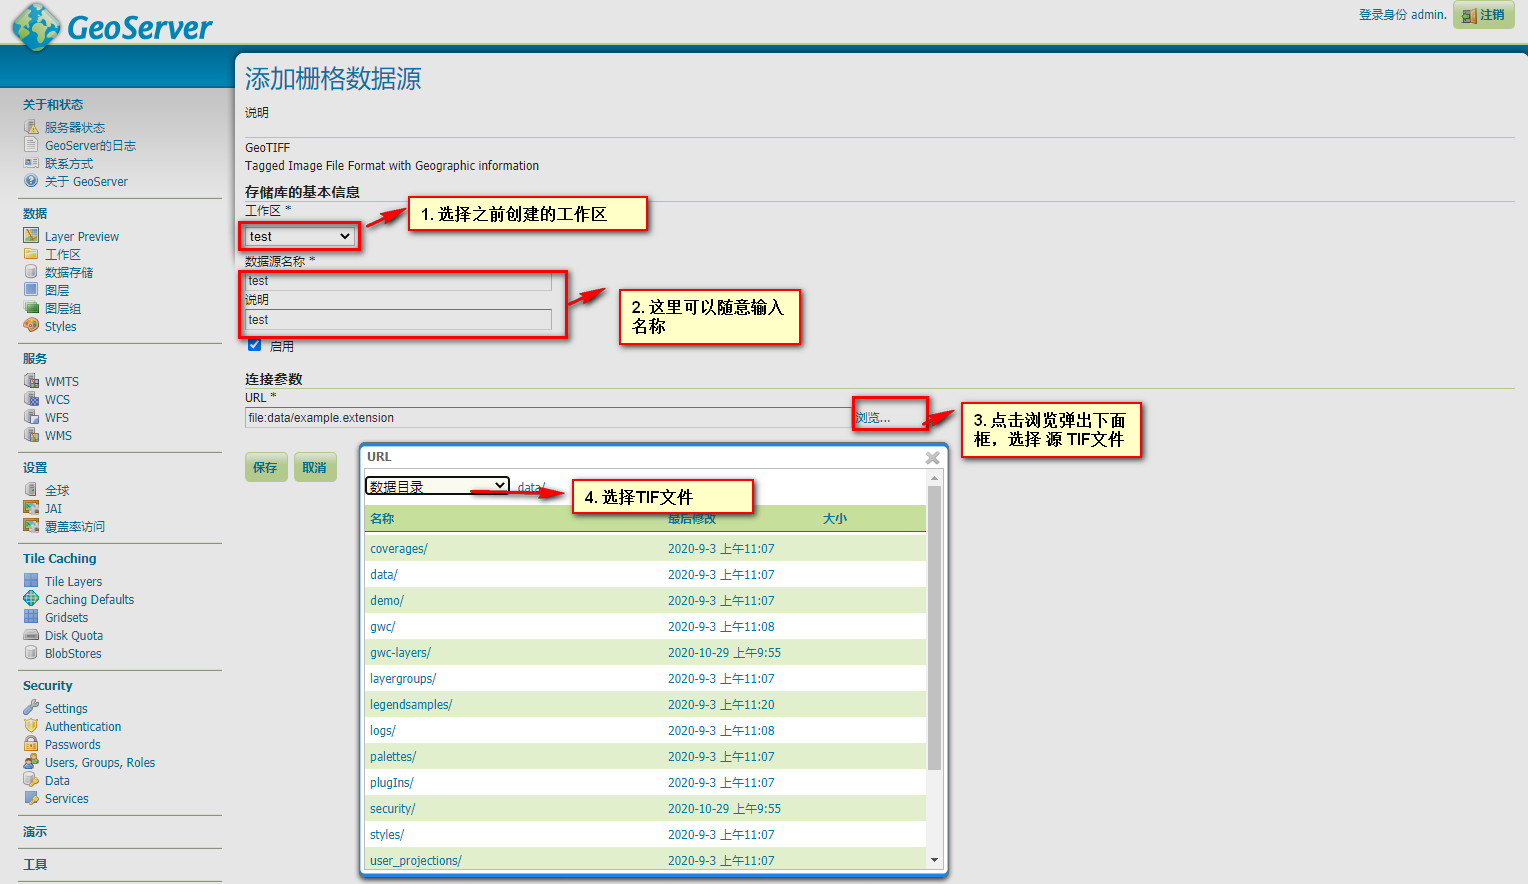 GeoServer
登录身份 admin.
注销
关于和状态
服务器状态
GeoServer的日志
联系方式
关于 GeoServer
数据
Layer Preview
工作区
数据存储
图层
图层组
Styles
服务
WMTS
WCS
WFS
WMS
设置
全球
JAI
覆盖率访问
Tile Caching
Tile Layers
Caching Defaults
Gridsets
Disk Quota
BlobStores
Security
Settings
Authentication
Passwords
Users, Groups, Roles
Data
Services
演示
工具
添加栅格数据源
说明
GeoTIFF
Tagged Image File Format with Geographic information
存储库的基本信息
工作区 *
test
1. 选择之前创建的工作区
数据源名称 *
test
说明
test
2. 这里可以随意输入
名称
启用
连接参数
URL *
file:data/example.extension
浏览...
3. 点击浏览弹出下面
框，选择 源 TIF文件
保存
取消
URL
数据目录
data/
4. 选择TIF文件
名称 最后修改 大小
coverages/ 2020-9-3 上午11:07
data/ 2020-9-3 上午11:07
demo/ 2020-9-3 上午11:07
gwc/ 2020-9-3 上午11:08
gwc-layers/ 2020-10-29 上午9:55
layergroups/ 2020-9-3 上午11:07
legendsamples/ 2020-9-3 上午11:20
logs/ 2020-9-3 上午11:08
palettes/ 2020-9-3 上午11:07
plugIns/ 2020-9-3 上午11:07
security/ 2020-10-29 上午9:55
styles/ 2020-9-3 上午11:07
user_projections/ 2020-9-3 上午11:07